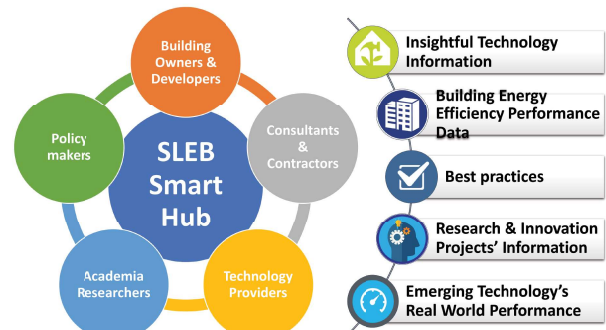 Building
Owners &
Developers
Policy
makers
SLEB
Smart
Hub
Consultants
&
Contractors
Academia
Researchers
Technology
Providers
Insightful Technology
Information
Building Energy
Efficiency Performance
Data
Best practices
Research & Innovation
Projects' Information
Emerging Technology's
Real World Performance